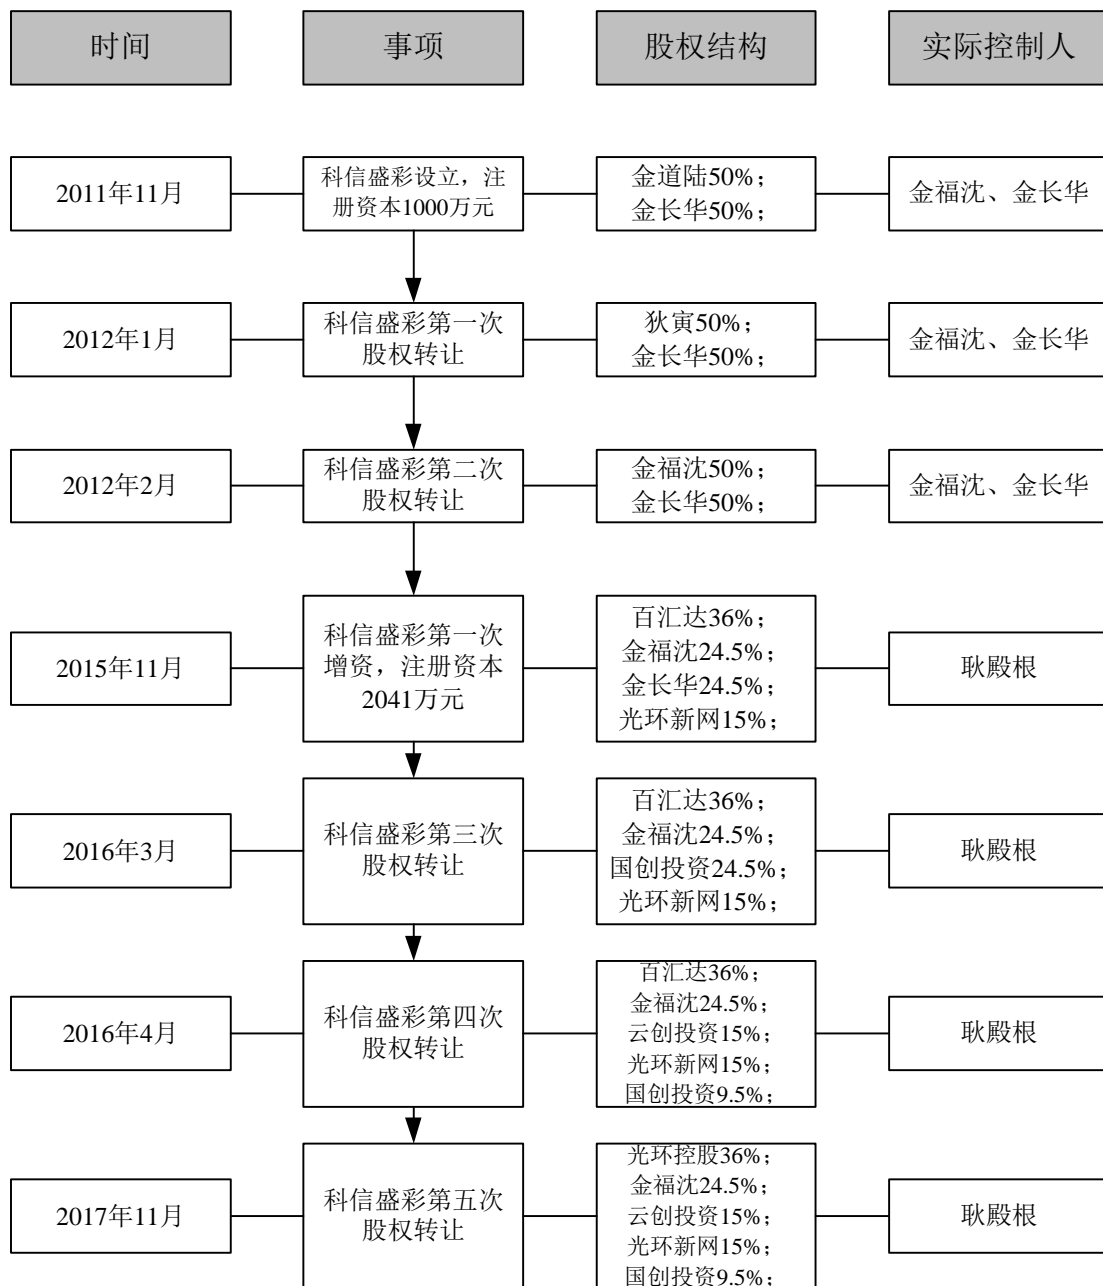 时间
事项
股权结构
实际控制人
2011年11月
科信盛彩设立，注
册资本1000万元
金道陆50%；
金长华50%；
金福沈、金长华
2012年1月
科信盛彩第一次
股权转让
狄寅50%；
金长华50%；
金福沈、金长华
2012年2月
科信盛彩第二次
股权转让
金福沈50%；
金长华50%；
金福沈、金长华
2015年11月
科信盛彩第一次
增资，注册资本
2041万元
百汇达36%；
金福沈24.5%；
金长华24.5%；
光环新网15%；
耿殿根
2016年3月
科信盛彩第三次
股权转让
百汇达36%；
金福沈24.5%；
国创投资24.5%；
光环新网15%；
耿殿根
2016年4月
科信盛彩第四次
股权转让
百汇达36%；
金福沈24.5%；
云创投资15%；
光环新网15%；
国创投资9.5%；
耿殿根
2017年11月
科信盛彩第五次
股权转让
光环控股36%；
金福沈24.5%；
云创投资15%；
光环新网15%；
国创投资9.5%；
耿殿根